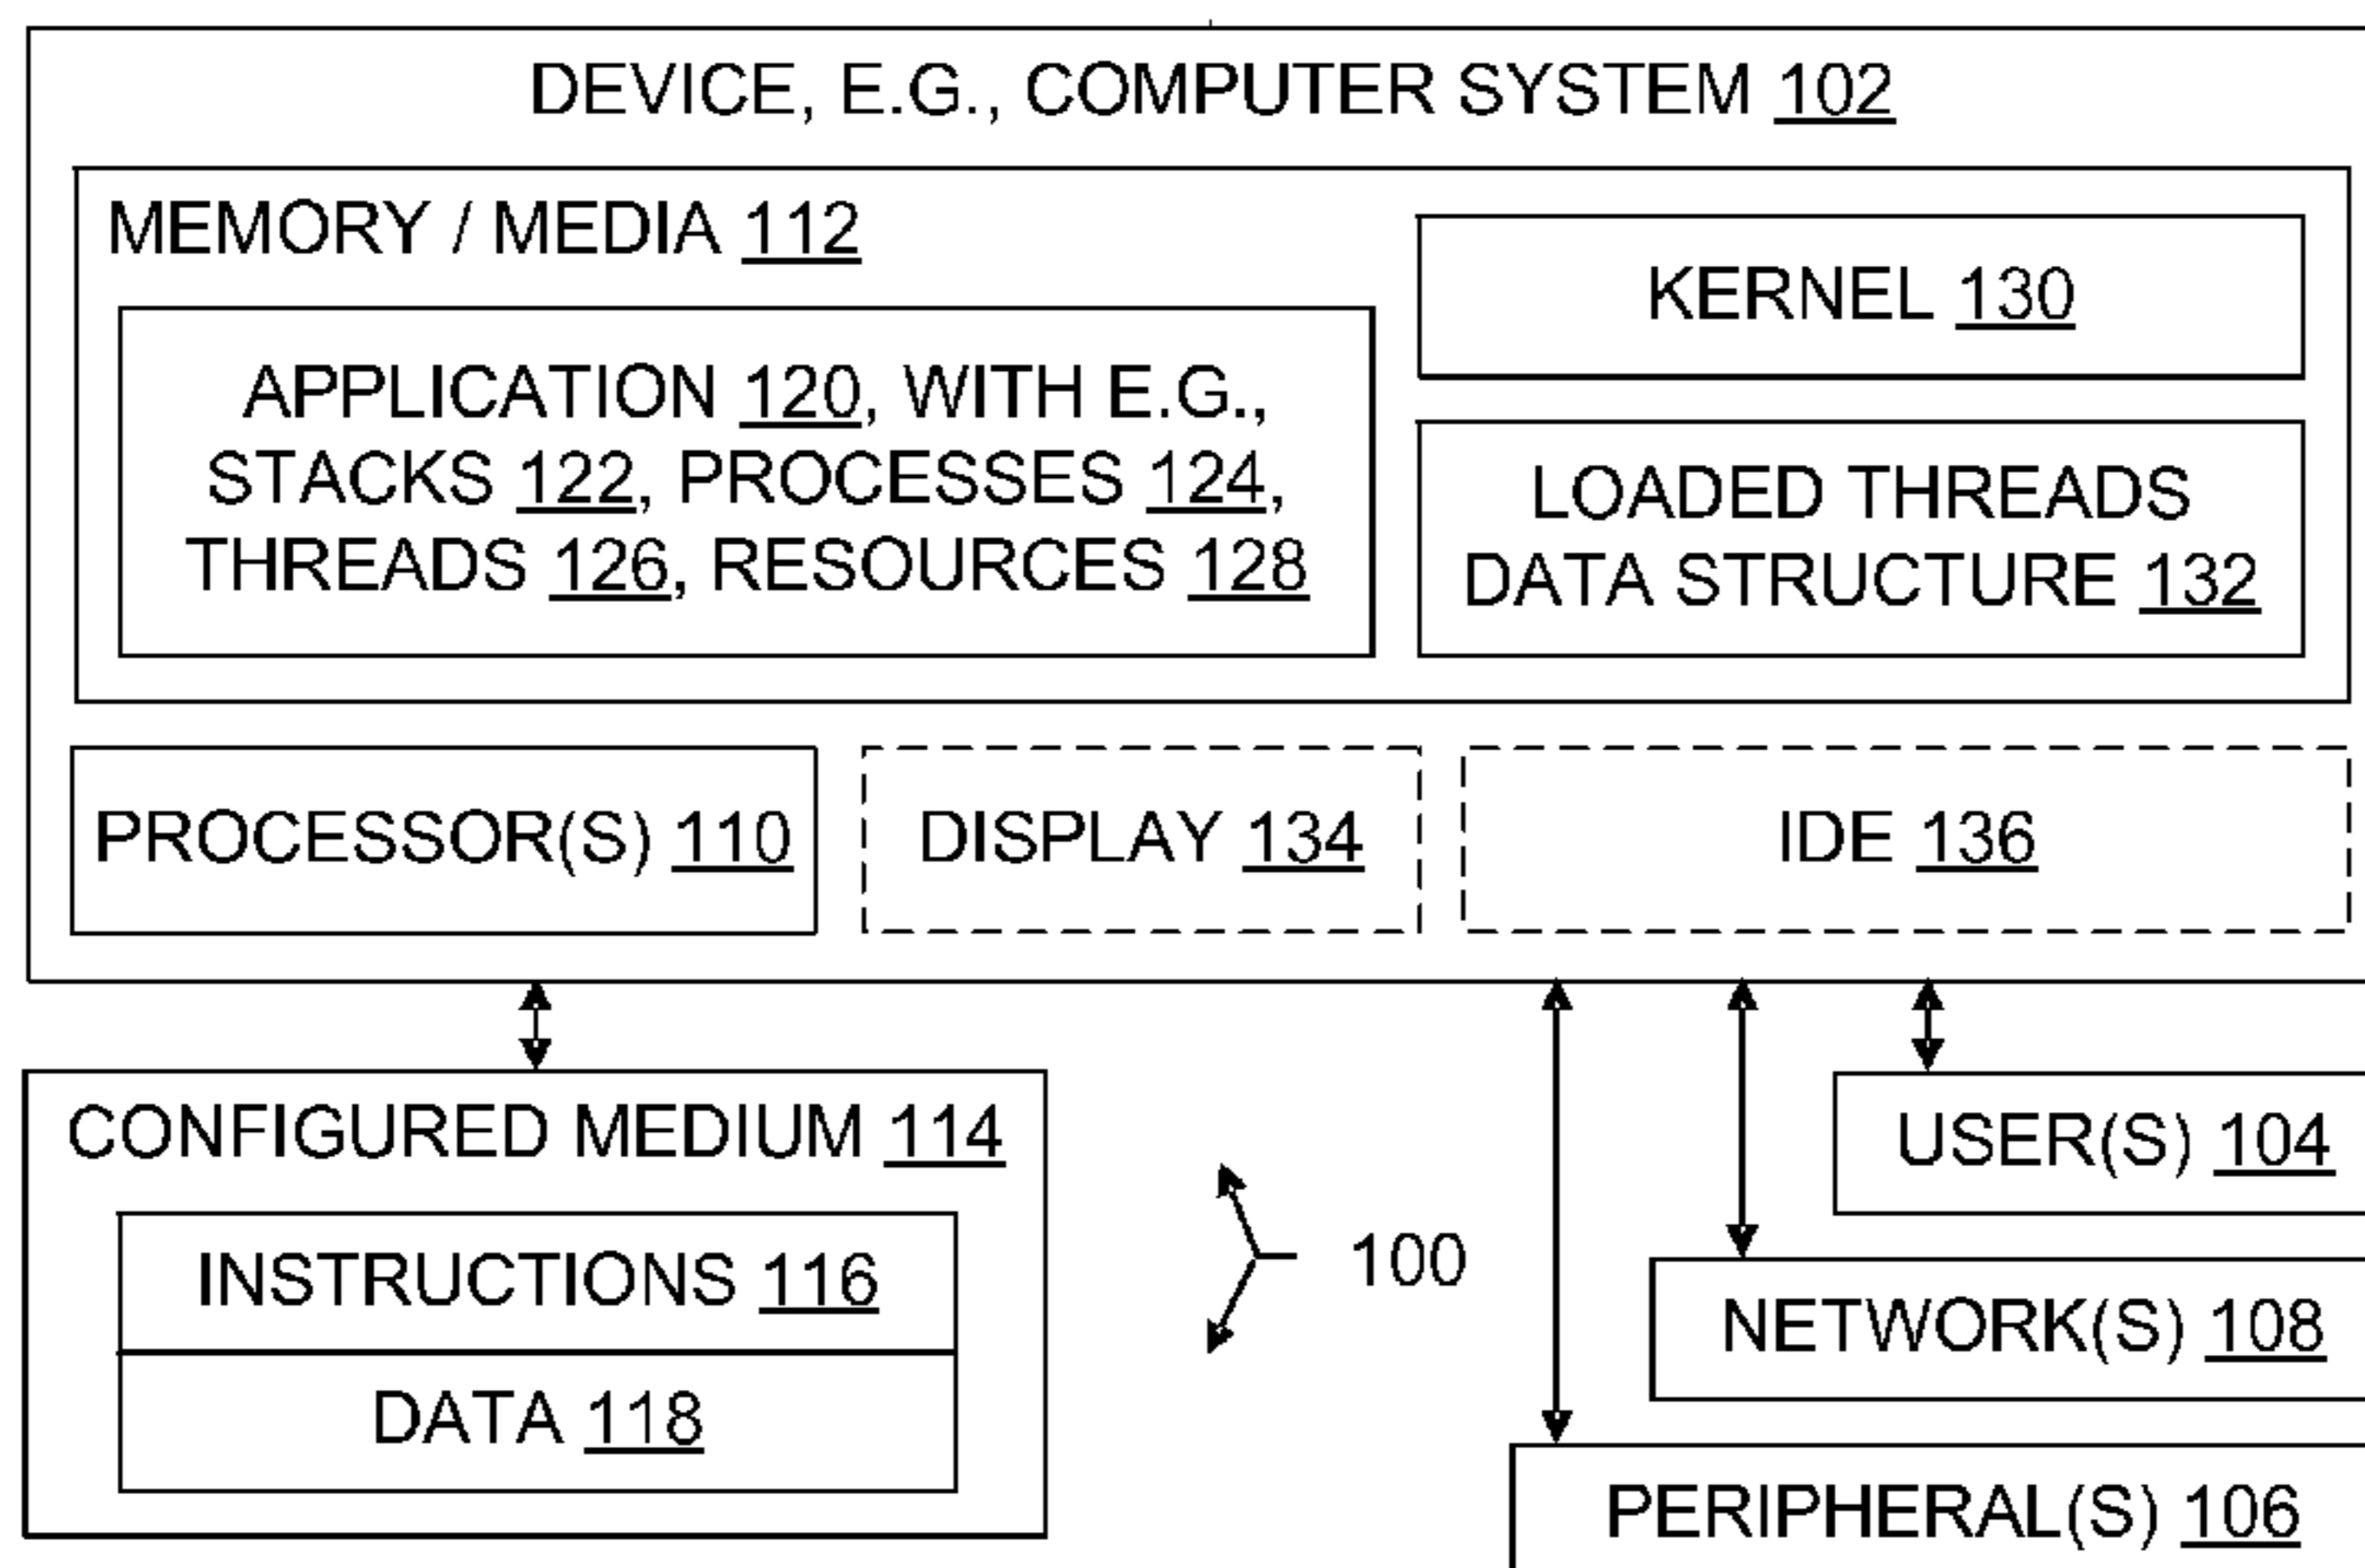 DEVICE, E.G., COMPUTER SYSTEM 102
MEMORY / MEDIA 112
KERNEL 130
APPLICATION 120, WITH E.G.,
STACKS 122, PROCESSES 124,
THREADS 126, RESOURCES 128
LOADED THREADS
DATA STRUCTURE 132
PROCESSOR(S) 110
DISPLAY 134
IDE 136
CONFIGURED MEDIUM 114
INSTRUCTIONS 116
DATA 118
100
USER(S) 104
NETWORK(S) 108
PERIPHERAL(S) 106